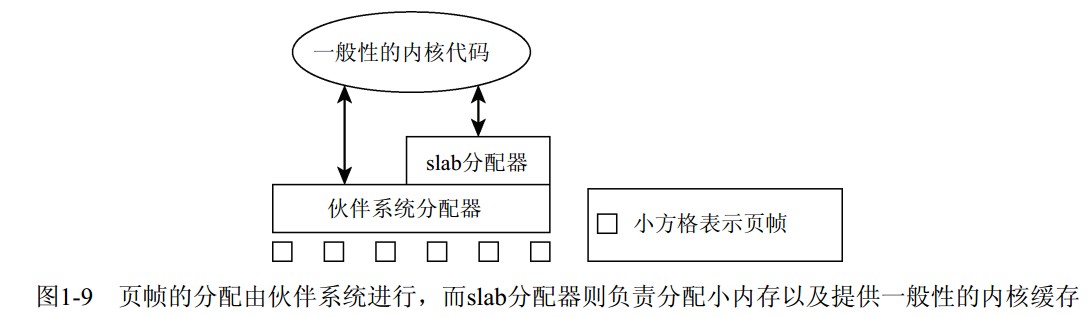 一般性的内核代码
slab分配器
伙伴系统分配器
小方格表示页帧
图1-9 页帧的分配由伙伴系统进行，而slab分配器则负责分配小内存以及提供一般性的内核缓存